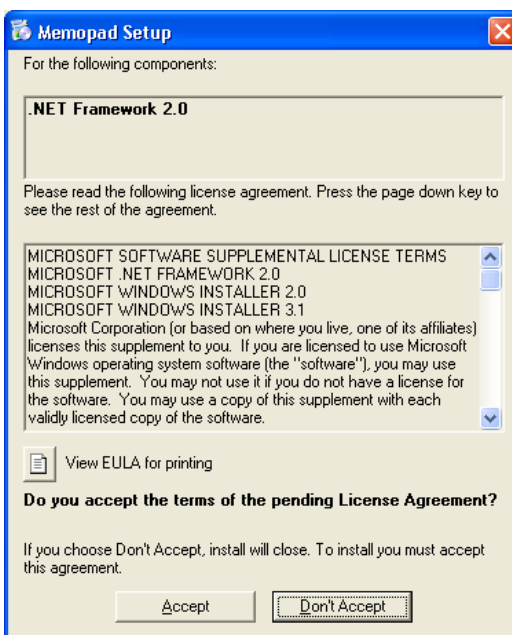 Memopad Setup
For the following components:
.NET Framework 2.0
Please read the following license agreement. Press the page down key to
see the rest of the agreement.
MICROSOFT SOFTWARE SUPPLEMENTAL LICENSE TERMS
MICROSOFT .NET FRAMEWORK 2.0
MICROSOFT WINDOWS INSTALLER 2.0
MICROSOFT WINDOWS INSTALLER 3.1
Microsoft Corporation (or based on where you live, one of its affiliates)
licenses this supplement to you.  If you are licensed to use Microsoft
Windows operating system software (the "software"), you may use
this supplement.  You may not use it if you do not have a license for
the software.  You may use a copy of this supplement with each
validly licensed copy of the software.
View EULA for printing
Do you accept the terms of the pending License Agreement?
If you choose Don't Accept, install will close. To install you must accept
this agreement.
Accept
Don't Accept